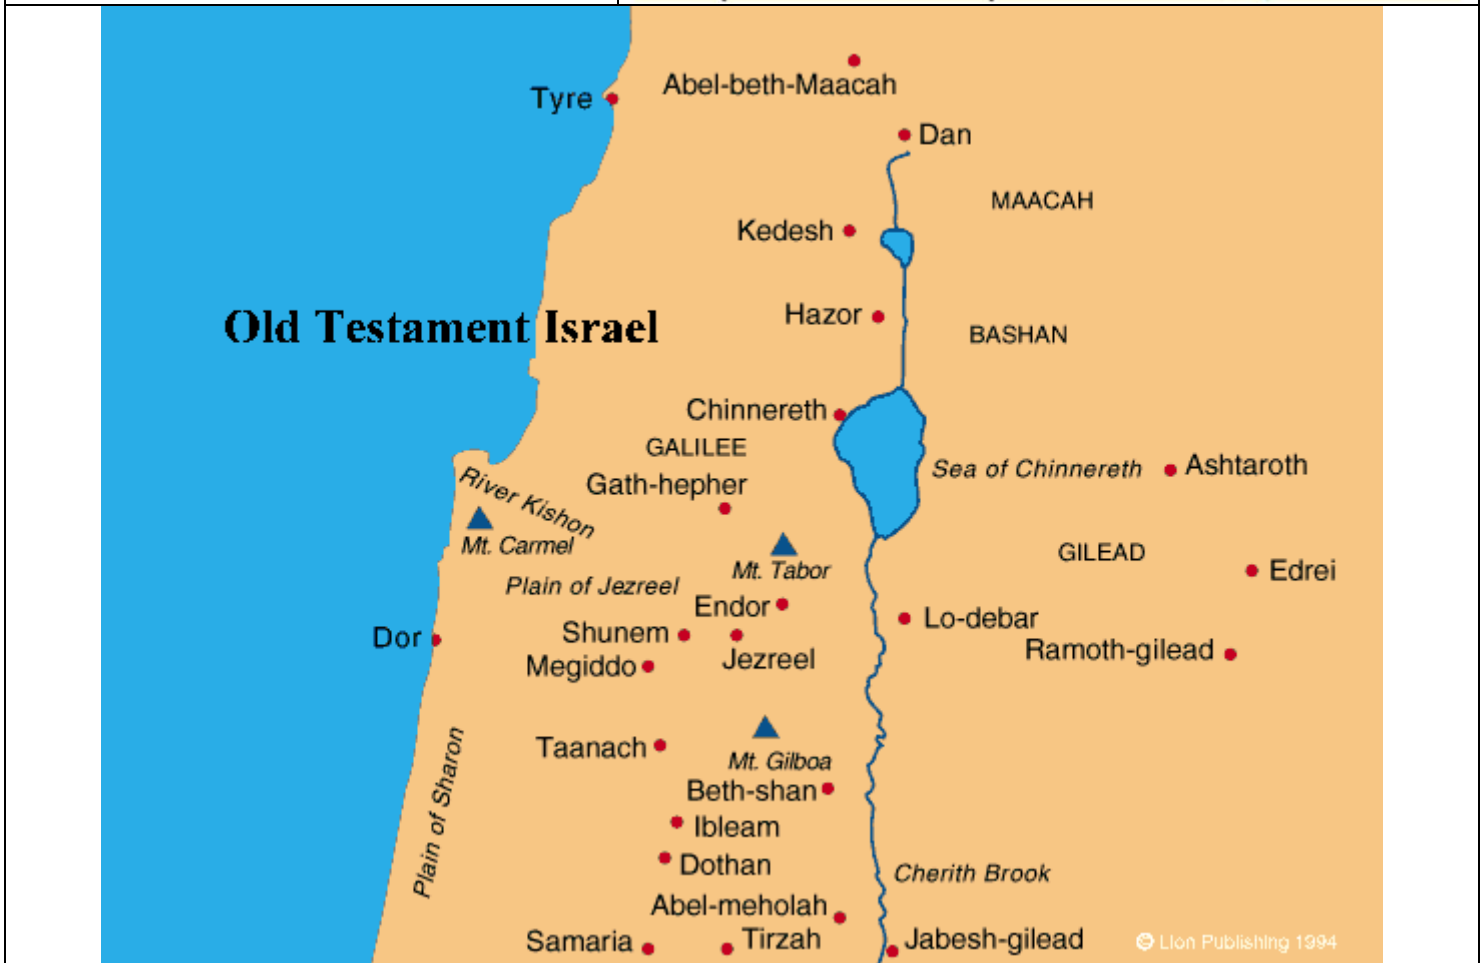 Abel-beth-Maacah
Tyre
Dan
MAACAH
Kedesh
Hazor
Old Testament Israel
BASHAN
Chinnereth
GALILEE
Sea of Chinnereth
Ashtaroth
Gath-hepher
River Kishon
Mt. Carmel
GILEAD
Mt. Tabor
Edrei
Plain of Jezreel
Endor
Lo-debar
Shunem
Dor
Ramoth-gilead
Jezreel
Megiddo
Taanach
Mt. Gilboa
Plain of Sharon
Beth-shan
Ibleam
Dothan
Cherith Brook
Abel-meholah
Samaria
Tirzah
Jabesh-gilead
© Lion Publishing 1994